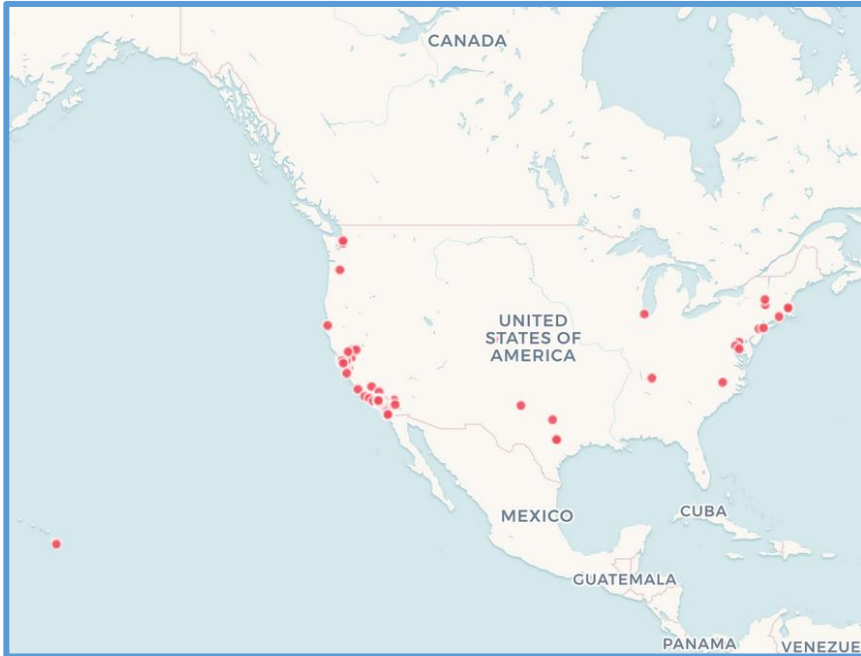 CANADA
UNITED
STATES OF
AMERICA
MEXICO
CUBA
GUATEMALA
PANAMA
VENEZUE